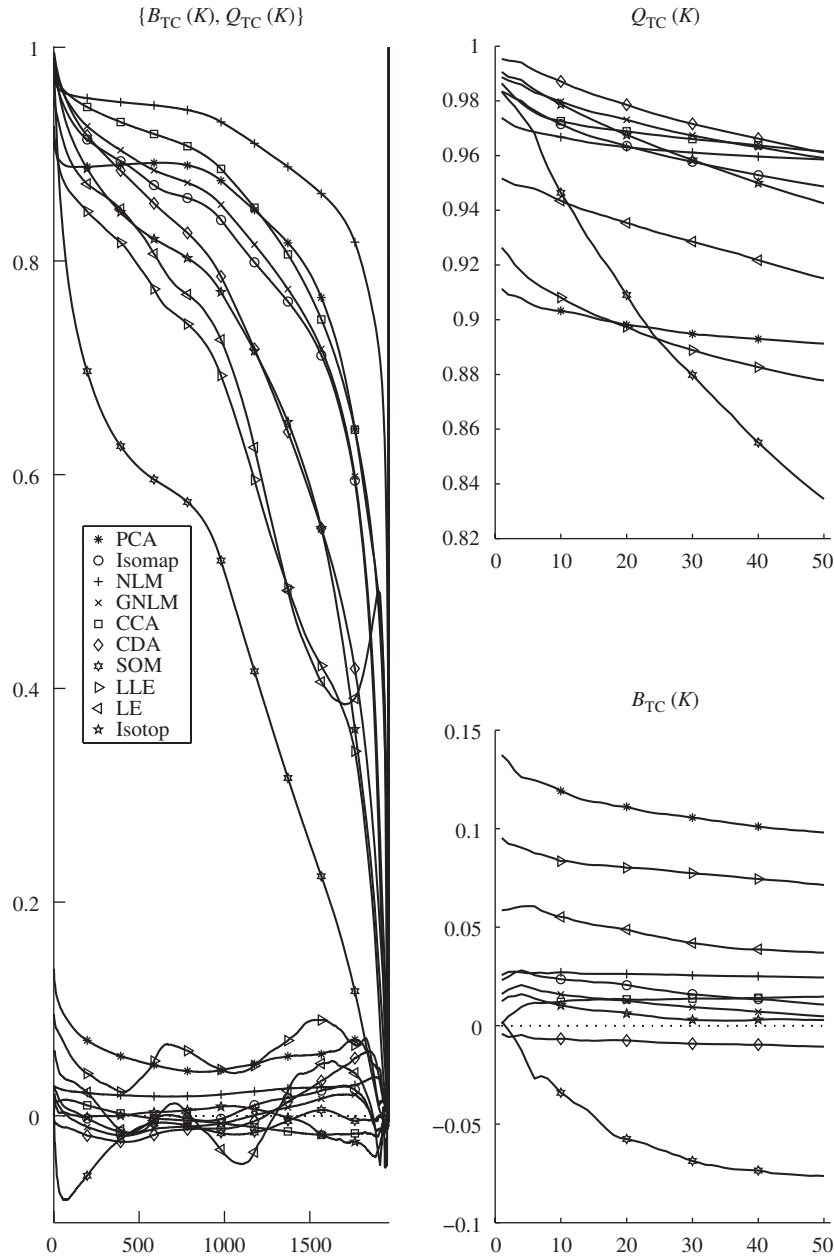 {B_TC (K), Q_TC (K)}
1
0.8
0.6
0.4
0.2
0
0
500
1000
1500
PCA
Isomap
NLM
GNLM
CCA
CDA
SOM
LLE
LE
Isotop
Q_TC (K)
1
0.98
0.96
0.94
0.92
0.9
0.88
0.86
0.84
0.82
0
10
20
30
40
50
B_TC (K)
0.15
0.1
0.05
0
−0.05
−0.1
0
10
20
30
40
50